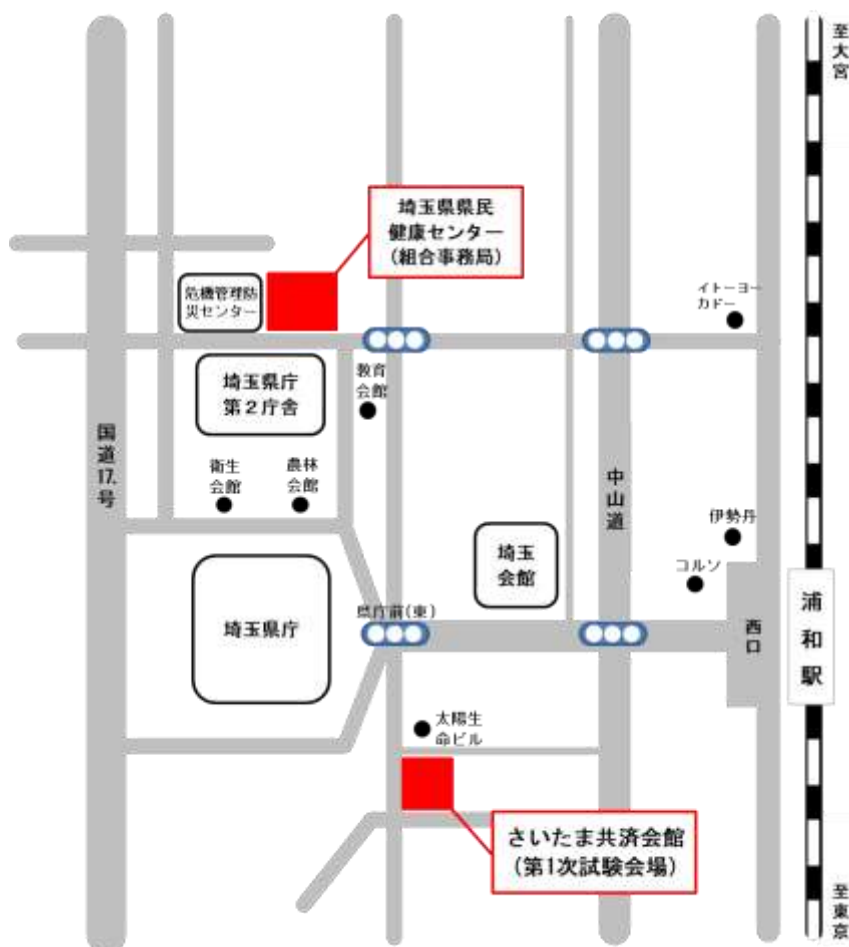 至大宮
埼玉県県民
健康センター
(組合事務局)
危機管理防
災センター
イトーヨー
カドー
埼玉県庁
第2庁舎
教育
会館
国道17.号
衛生
会館
農林
会館
中山道
伊勢丹
埼玉
会館
コルソ
埼玉県庁
県庁前(東)
西口
浦和駅
太陽生
命ビル
さいたま共済会館
(第1次試験会場)
至東京